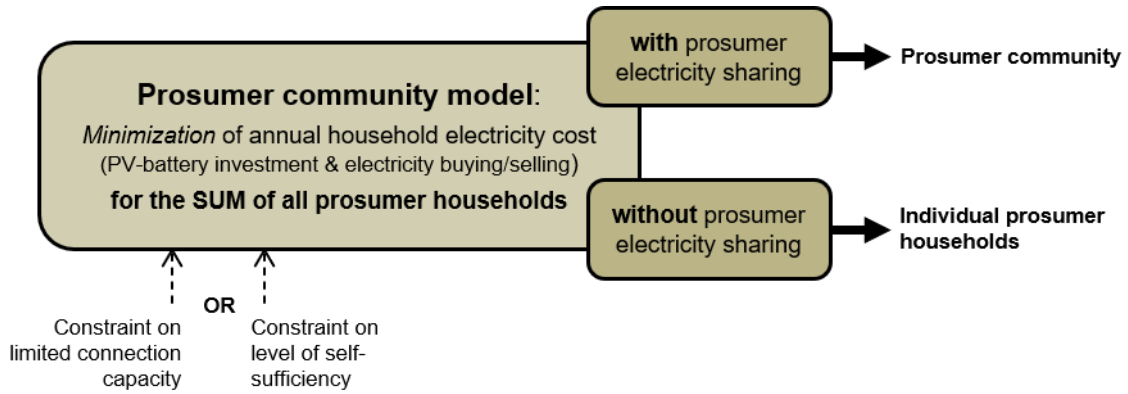 Prosumer community model:
Minimization of annual household electricity cost
(PV-battery investment & electricity buying/selling)
for the SUM of all prosumer households
with prosumer
electricity sharing
Prosumer community
without prosumer
electricity sharing
Individual prosumer
households
OR
Constraint on
limited connection
capacity
Constraint on
level of self-
sufficiency